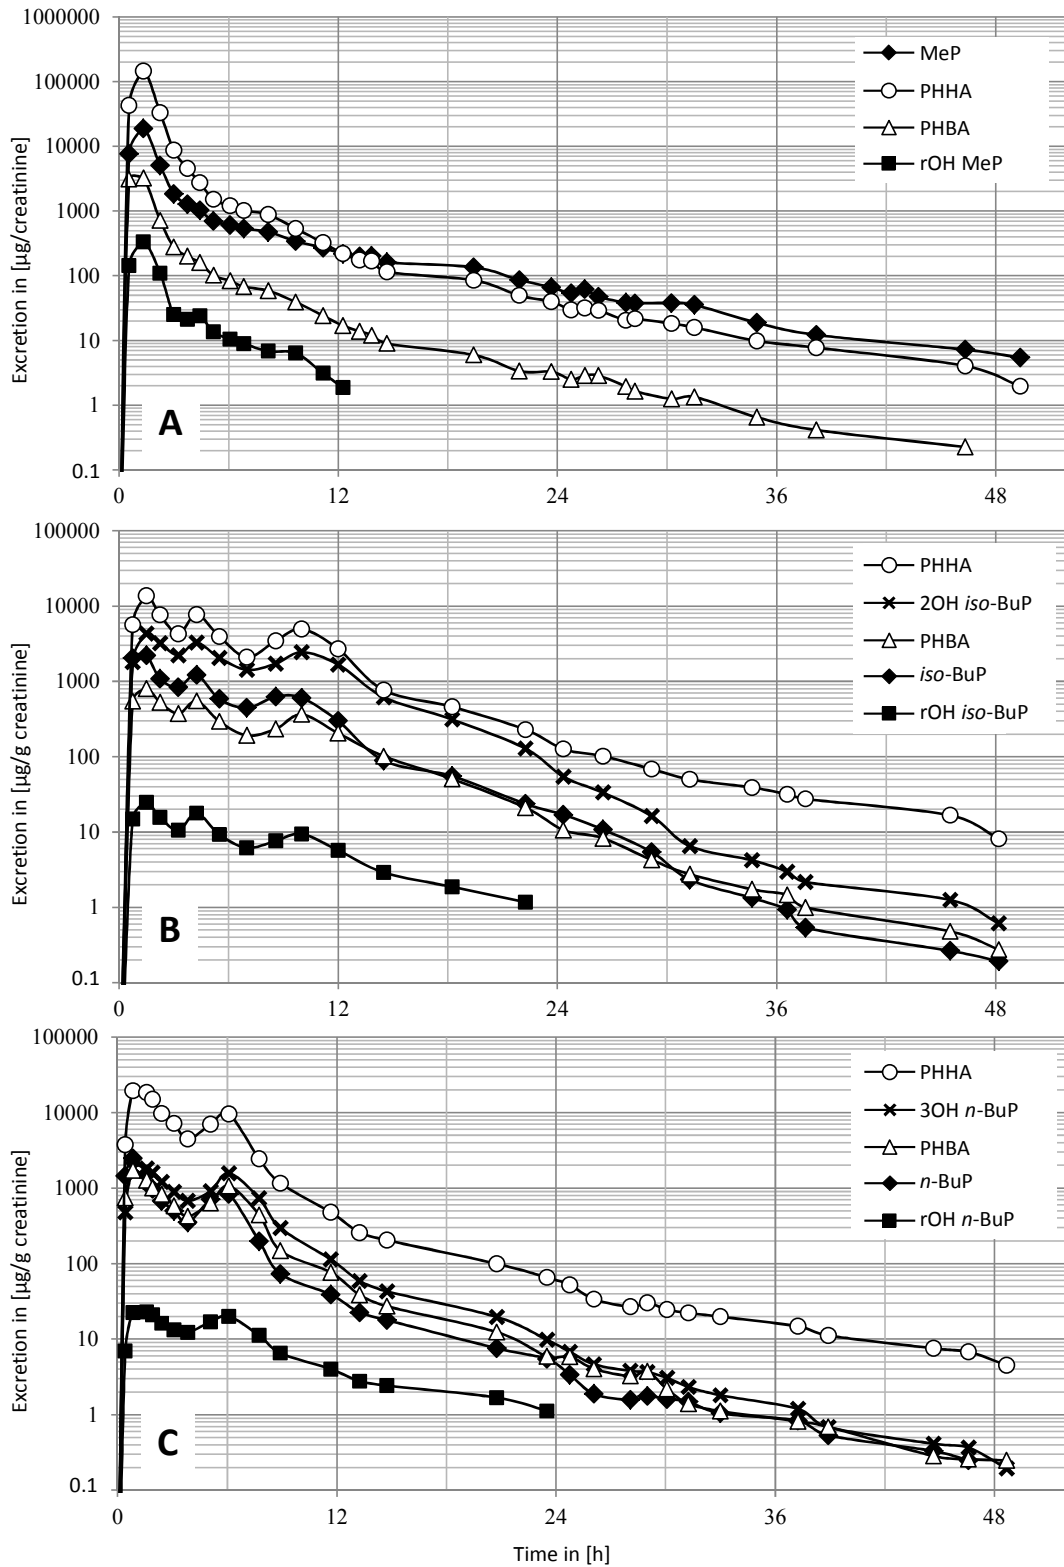 1000000
100000
10000
1000
100
10
1
0.1
Excretion in [µg/creatinine]
MeP
PHHA
PHBA
rOH MeP
A
0 12 24 36 48
100000
10000
1000
100
10
1
0.1
Excretion in [µg/g creatinine]
PHHA
2OH iso-BuP
PHBA
iso-BuP
rOH iso-BuP
B
0 12 24 36 48
100000
10000
1000
100
10
1
0.1
Excretion in [µg/g creatinine]
PHHA
3OH n-BuP
PHBA
n-BuP
rOH n-BuP
C
0 12 24 36 48
Time in [h]